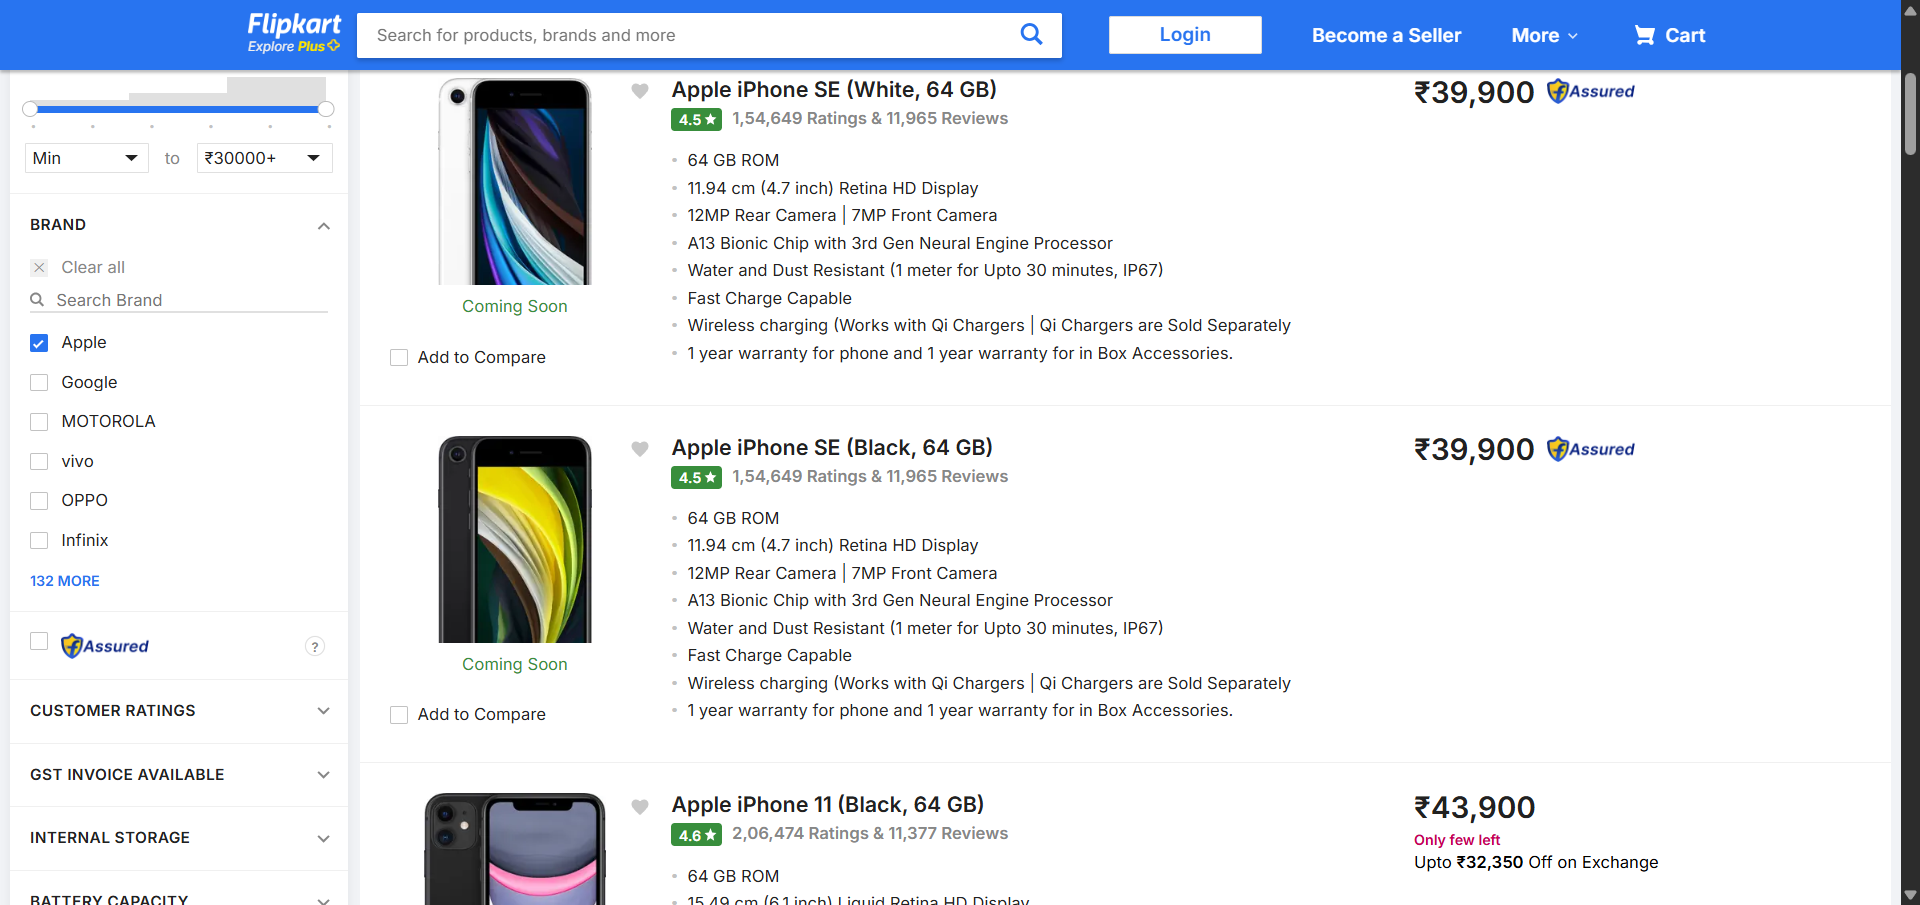 Flipkart
Explore Plus
Search for products, brands and more
Login
Become a Seller
More
Cart
Min
to
₹30000+
BRAND
Clear all
Search Brand
Apple
Google
MOTOROLA
vivo
OPPO
Infinix
132 MORE
Assured
?
CUSTOMER RATINGS
GST INVOICE AVAILABLE
INTERNAL STORAGE
BATTERY CAPACITY
Coming Soon
Add to Compare
Apple iPhone SE (White, 64 GB)
4.5★ 1,54,649 Ratings & 11,965 Reviews
64 GB ROM
11.94 cm (4.7 inch) Retina HD Display
12MP Rear Camera | 7MP Front Camera
A13 Bionic Chip with 3rd Gen Neural Engine Processor
Water and Dust Resistant (1 meter for Upto 30 minutes, IP67)
Fast Charge Capable
Wireless charging (Works with Qi Chargers | Qi Chargers are Sold Separately
1 year warranty for phone and 1 year warranty for in Box Accessories.
₹39,900
Assured
Coming Soon
Add to Compare
Apple iPhone SE (Black, 64 GB)
4.5★ 1,54,649 Ratings & 11,965 Reviews
64 GB ROM
11.94 cm (4.7 inch) Retina HD Display
12MP Rear Camera | 7MP Front Camera
A13 Bionic Chip with 3rd Gen Neural Engine Processor
Water and Dust Resistant (1 meter for Upto 30 minutes, IP67)
Fast Charge Capable
Wireless charging (Works with Qi Chargers | Qi Chargers are Sold Separately
1 year warranty for phone and 1 year warranty for in Box Accessories.
₹39,900
Assured
Apple iPhone 11 (Black, 64 GB)
4.6★ 2,06,474 Ratings & 11,377 Reviews
64 GB ROM
15.49 cm (6.1 inch) Liquid Retina HD Display
₹43,900
Only few left
Upto ₹32,350 Off on Exchange